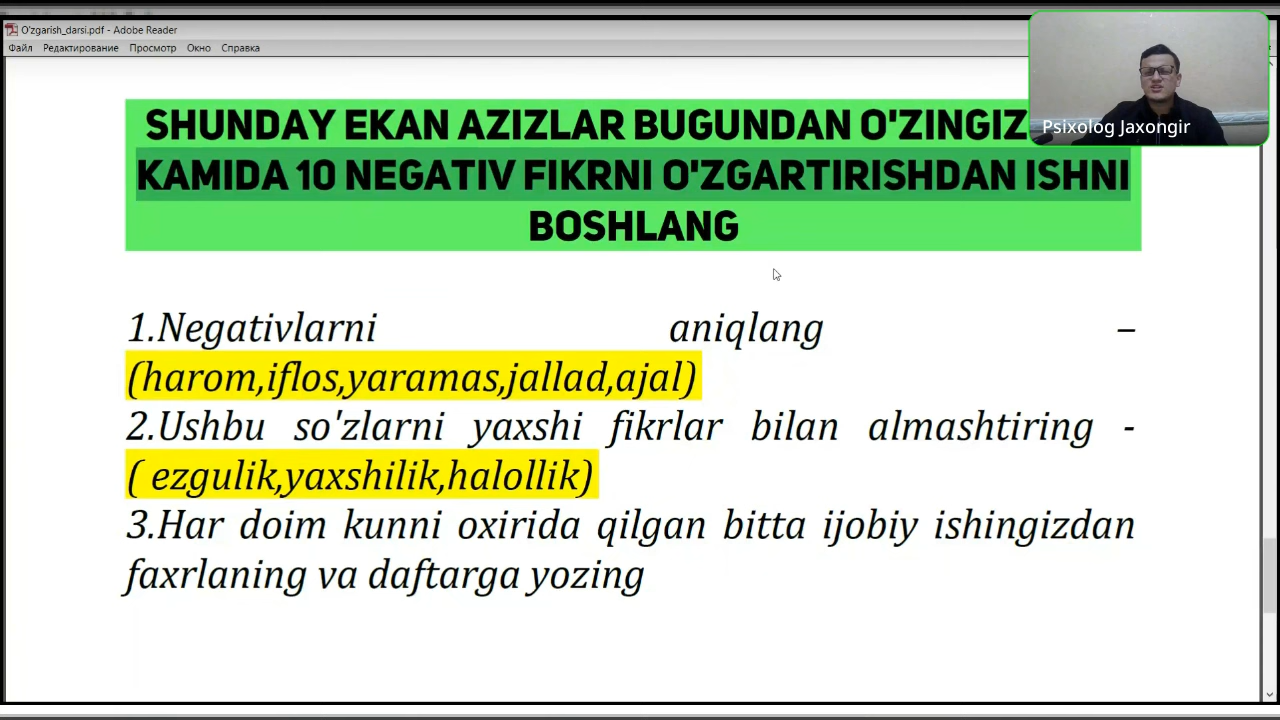 O'zgarish_darsi.pdf - Adobe Reader
Файл Редактирование Просмотр Окно Справка
Psixolog Jaxongir
SHUNDAY EKAN AZIZLAR BUGUNDAN
KAMIDA 10 NEGATIV FIKRNI O'ZGARTIRISHDAN ISHNI
BOSHLANG
1.Negativlarni aniqlang –
(harom,iflos,yaramas,jallad,ajal)
2.Ushbu so'zlarni yaxshi fikrlar bilan almashtiring -
( ezgulik,yaxshilik,halollik)
3.Har doim kunni oxirida qilgan bitta ijobiy ishingizdan
faxrlaning va daftarga yozing